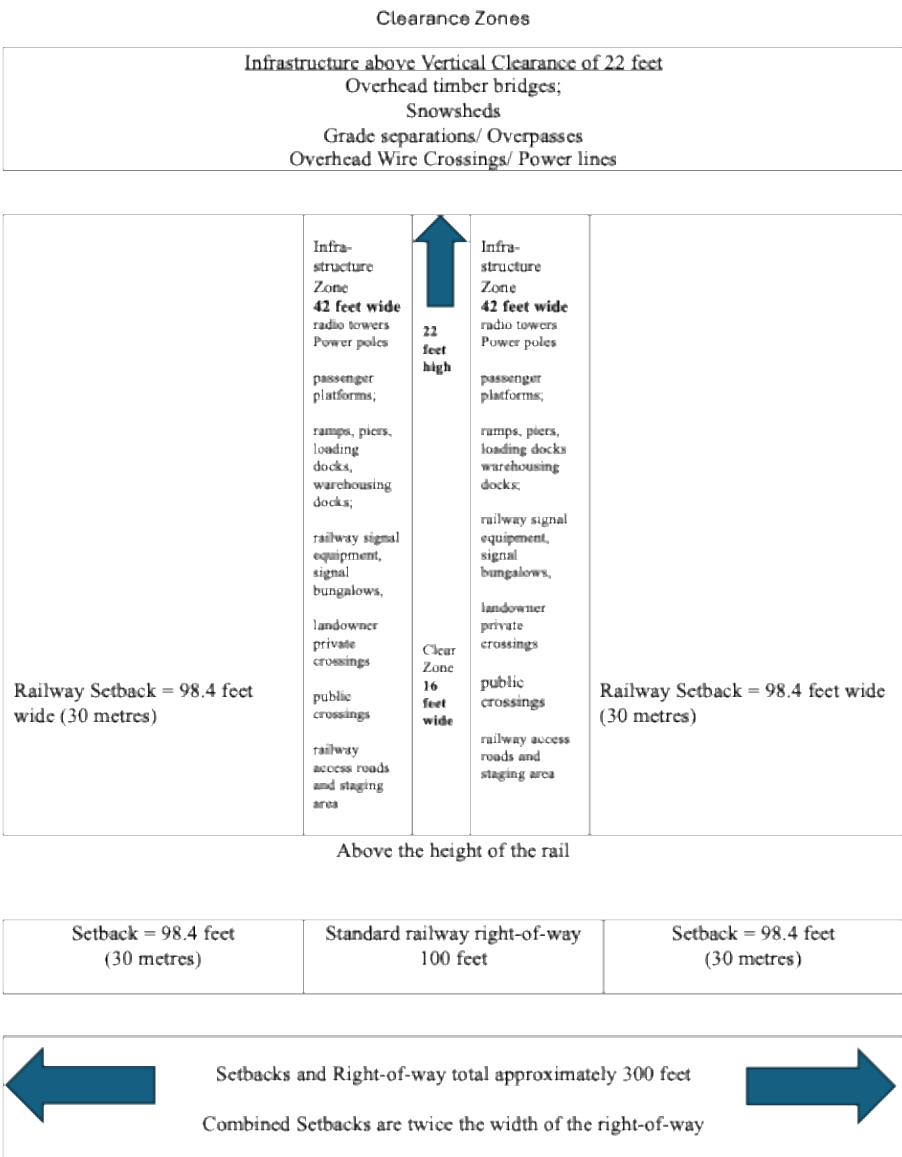 Clearance Zones
Infrastructure above Vertical Clearance of 22 feet
Overhead timber bridges;
Snowsheds
Grade separations/ Overpasses
Overhead Wire Crossings/ Power lines
Railway Setback = 98.4 feet
wide (30 metres)
Infra-
structure
Zone
42 feet wide
radio towers
Power poles
passenger
platforms;
ramps, piers,
loading
docks,
warehousing
docks;
railway signal
equipment,
signal
bungalows,
landowner
private
crossings
public
crossings
railway
access roads
and staging
area
22
feet
high
Clear
Zone
16
feet
wide
Infra-
structure
Zone
42 feet wide
radio towers
Power poles
passenger
platforms;
ramps, piers,
loading docks
warehousing
docks;
railway signal
equipment,
signal
bungalows,
landowner
private
crossings
public
crossings
railway access
roads and
staging area
Railway Setback = 98.4 feet wide
(30 metres)
Above the height of the rail
Setback = 98.4 feet
(30 metres)
Standard railway right-of-way
100 feet
Setback = 98.4 feet
(30 metres)
Setbacks and Right-of-way total approximately 300 feet
Combined Setbacks are twice the width of the right-of-way